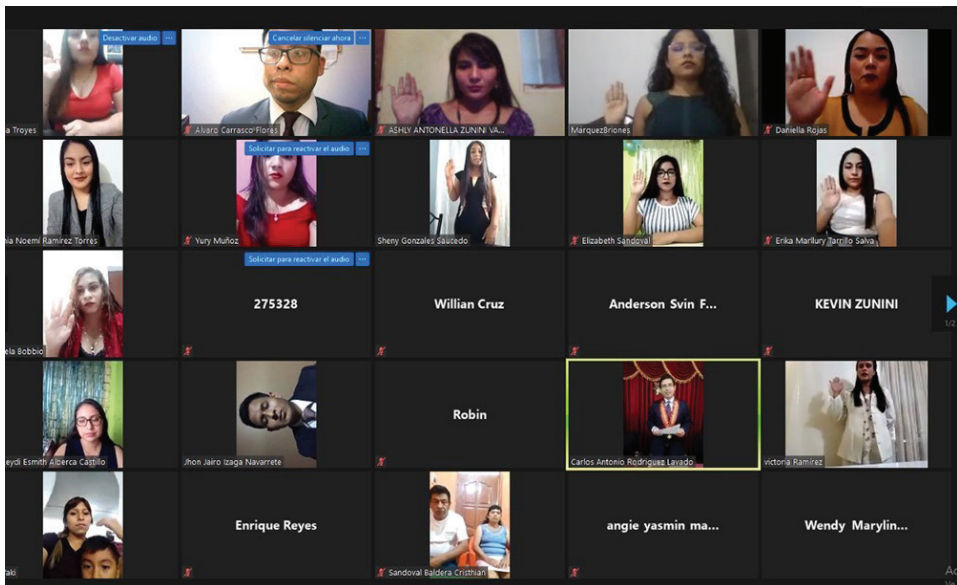 Desactivar audio ...
Cancelar silenciar ahora ...
a Troyes
Alvaro Carrasco Flores
ASHLY ANTONELLA ZUNINI VA...
MárquezBriones
Daniella Rojas
Solicitar para reactivar el audio ...
nia Noemí Ramirez Torres
Yury Muñoz
Sheny Gonzales Saucedo
Elizabeth Sandoval
Erika Marllury Tarrillo Salva
Solicitar para reactivar el audio ...
275328
Willian Cruz
Anderson Svin F...
KEVIN ZUNINI
1/2
ela Bobbio
Robin
eydi Esmith Alberca Castillo
Jhon Jairo Izaga Navarrete
Carlos Antonio Rodriguez Lavado
victoria Ramirez
Enrique Reyes
angie yasmin ma...
Wendy Marylin...
Yaki
Sandoval Baldera Cristhian